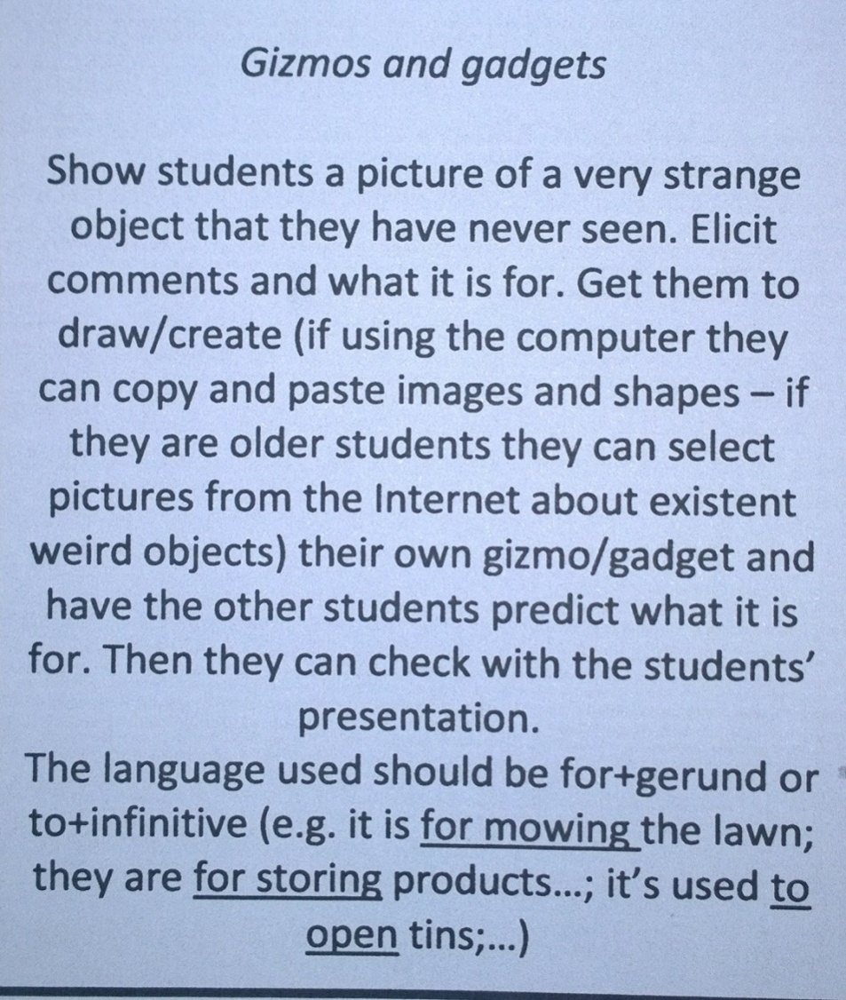 Gizmos and gadgets
Show students a picture of a very strange
object that they have never seen. Elicit
comments and what it is for. Get them to
draw/create (if using the computer they
can copy and paste images and shapes – if
they are older students they can select
pictures from the Internet about existent
weird objects) their own gizmo/gadget and
have the other students predict what it is
for. Then they can check with the students’
presentation.
The language used should be for+gerund or
to+infinitive (e.g. it is for mowing the lawn;
they are for storing products...; it’s used to
open tins;...)